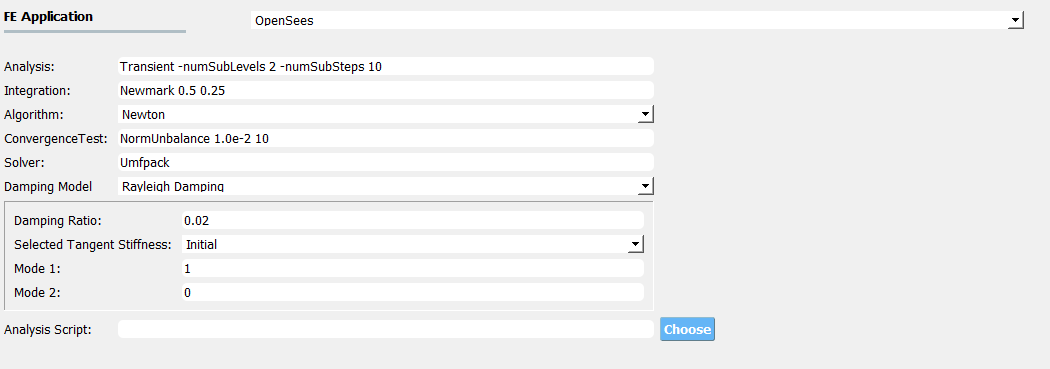 FE Application OpenSees
Analysis: Transient -numSubLevels 2 -numSubSteps 10
Integration: Newmark 0.5 0.25
Algorithm: Newton
ConvergenceTest: NormUnbalance 1.0e-2 10
Solver: Umfpack
Damping Model Rayleigh Damping
Damping Ratio: 0.02
Selected Tangent Stiffness: Initial
Mode 1: 1
Mode 2: 0
Analysis Script: Choose